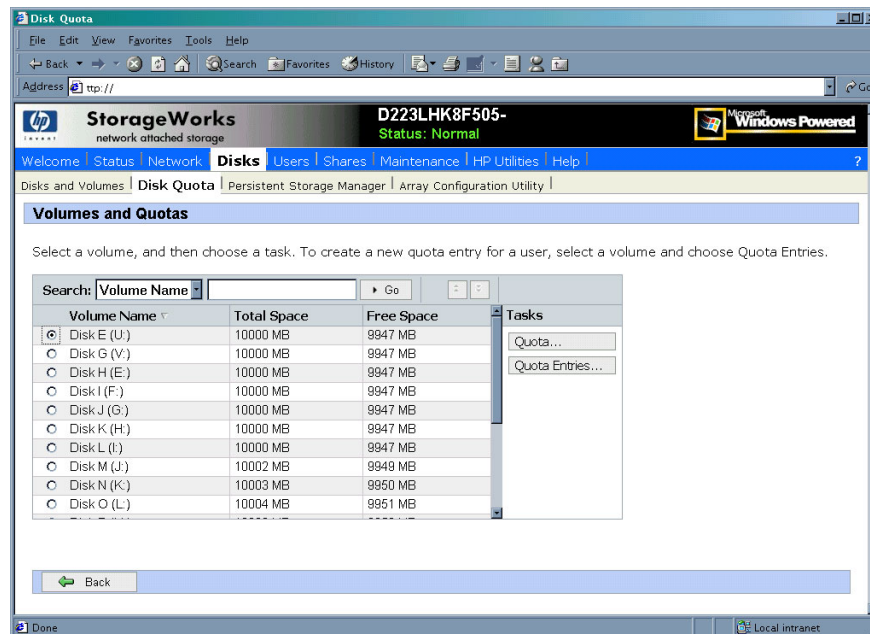 Disk Quota
File Edit View Favorites Tools Help
Back Search Favorites History
Address ttp:// Go
hp StorageWorks D223LHK8F505- Microsoft
invent network attached storage Status: Normal Windows Powered
Welcome Status Network Disks Users Shares Maintenance HP Utilities Help ?
Disks and Volumes Disk Quota Persistent Storage Manager Array Configuration Utility
Volumes and Quotas
Select a volume, and then choose a task. To create a new quota entry for a user, select a volume and choose Quota Entries.
Search: Volume Name Go
Volume Name Total Space Free Space Tasks
Disk E (U:) 10000 MB 9947 MB Quota...
Disk G (V:) 10000 MB 9947 MB Quota Entries...
Disk H (E:) 10000 MB 9947 MB
Disk I (F:) 10000 MB 9947 MB
Disk J (G:) 10000 MB 9947 MB
Disk K (H:) 10000 MB 9947 MB
Disk L (I:) 10000 MB 9947 MB
Disk M (J:) 10002 MB 9949 MB
Disk N (K:) 10003 MB 9950 MB
Disk O (L:) 10004 MB 9951 MB
Back
Done Local intranet